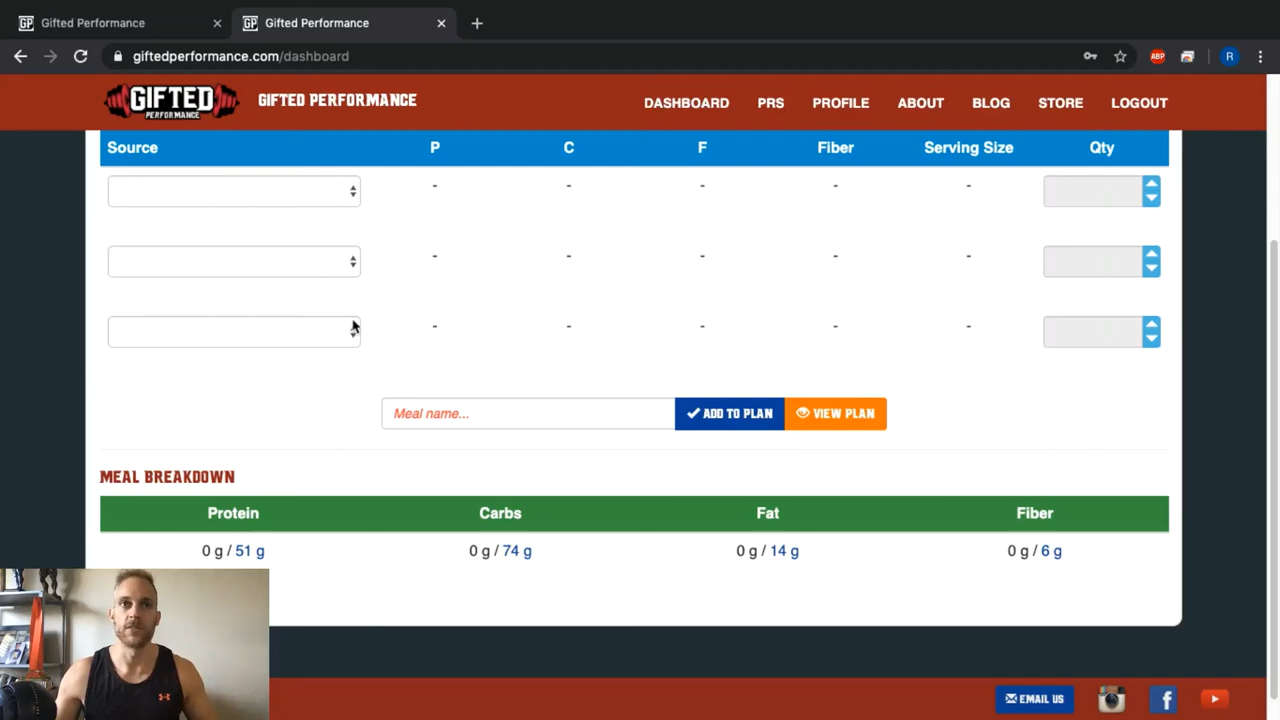 Gifted Performance
Gifted Performance
giftedperformance.com/dashboard
ABP
R
GIFTED
PERFORMANCE
GIFTED PERFORMANCE
DASHBOARD PRS PROFILE ABOUT BLOG STORE LOGOUT
Source P C F Fiber Serving Size Qty
- - - - -
- - - - -
- - - - -
Meal name... ADD TO PLAN VIEW PLAN
MEAL BREAKDOWN
Protein Carbs Fat Fiber
0 g / 51 g 0 g / 74 g 0 g / 14 g 0 g / 6 g
EMAIL US